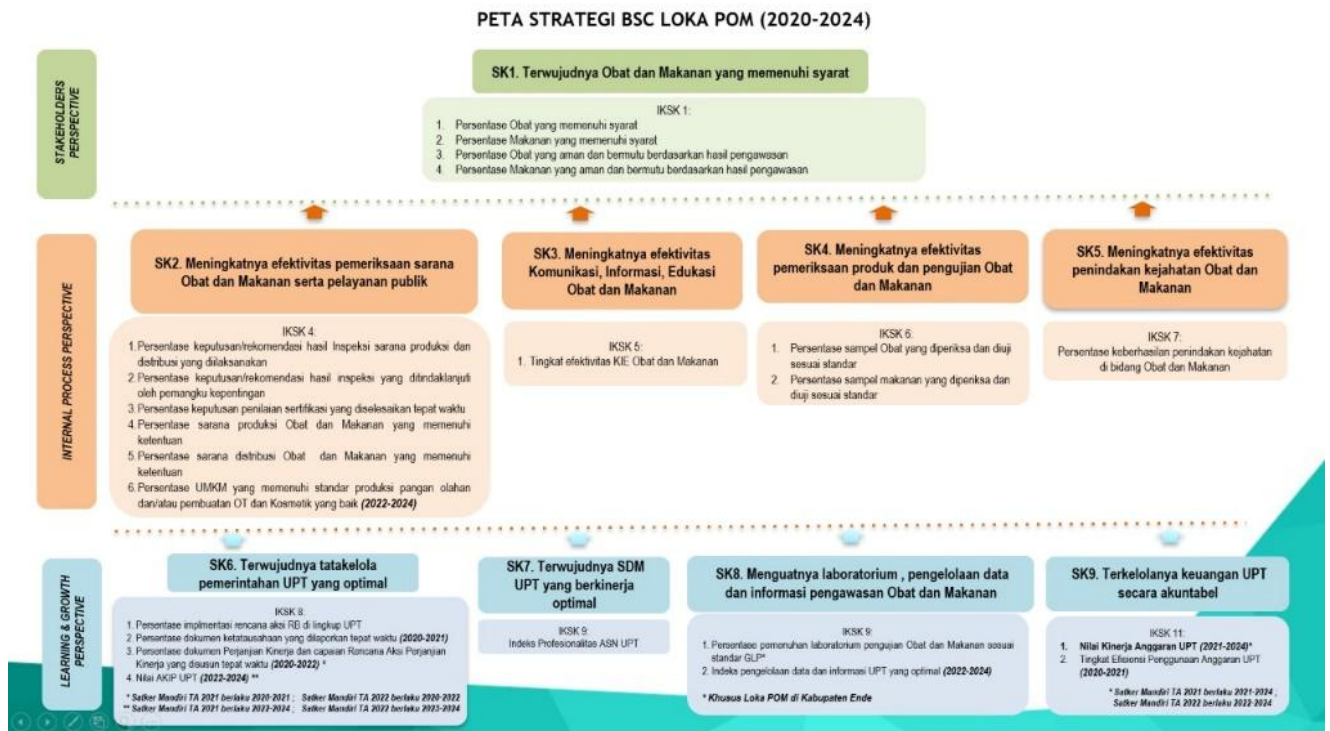 PETA STRATEGI BSC LOKA POM (2020-2024)
STAKEHOLDERS
PERSPECTIVE
SK1. Terwujudnya Obat dan Makanan yang memenuhi syarat
IKSK 1:
1. Persentase Obat yang memenuhi syarat
2. Persentase Makanan yang memenuhi syarat
3. Persentase Obat yang aman dan bermutu berdasarkan hasil pengawasan
4. Persentase Makanan yang aman dan bermutu berdasarkan hasil pengawasan
INTERNAL PROCESS PERSPECTIVE
SK2. Meningkatnya efektivitas pemeriksaan sarana
Obat dan Makanan serta pelayanan publik
IKSK 4:
1. Persentase keputusan/rekomendasi hasil Inspeksi sarana produksi dan
distribusi yang dilaksanakan
2. Persentase keputusan/rekomendasi hasil inspeksi yang ditindaklanjuti
oleh pemangku kepentingan
3. Persentase keputusan penilaian sertifikasi yang diselesaikan tepat waktu
4. Persentase sarana produksi Obat dan Makanan yang memenuhi
ketentuan
5. Persentase sarana distribusi Obat dan Makanan yang memenuhi
ketentuan
6. Persentase UMKM yang memenuhi standar produksi pangan olahan
dan/atau pembuatan OT dan Kosmetik yang baik (2022-2024)
SK3. Meningkatnya efektivitas
Komunikasi, Informasi, Edukasi
Obat dan Makanan
IKSK 5:
1. Tingkat efektivitas KIE Obat dan Makanan
SK4. Meningkatnya efektivitas
pemeriksaan produk dan pengujian Obat
dan Makanan
IKSK 6:
1. Persentase sampel Obat yang diperiksa dan diuji
sesuai standar
2. Persentase sampel makanan yang diperiksa dan
diuji sesuai standar
SK5. Meningkatnya efektivitas
penindakan kejahatan Obat dan
Makanan
IKSK 7:
Persentase keberhasilan penindakan kejahatan
di bidang Obat dan Makanan
LEARNING & GROWTH
PERSPECTIVE
SK6. Terwujudnya tatakelola
pemerintahan UPT yang optimal
IKSK 8:
1. Persentase implmentasi rencana aksi RB di lingkup UPT
2. Persentase dokumen ketatausahaan yang dilaporkan tepat waktu (2020-2021)
3. Persentase dokumen Perjanjian Kinerja dan capaian Rencana Aksi Perjanjian
Kinerja yang disusun tepat waktu (2020-2022) *
4. Nilai AKIP UPT (2022-2024) **
* Satker Mandiri TA 2021 berlaku 2020-2021 ; Satker Mandiri TA 2022 berlaku 2020-2022
** Satker Mandiri TA 2021 berlaku 2022-2024 ; Satker Mandiri TA 2022 berlaku 2023-2024
SK7. Terwujudnya SDM
UPT yang berkinerja
optimal
IKSK 9:
Indeks Profesionalitas ASN UPT
SK8. Menguatnya laboratorium , pengelolaan data
dan informasi pengawasan Obat dan Makanan
IKSK 9:
1. Persentase pemenuhan laboratorium pengujian Obat dan Makanan sesuai
standar GLP*
2. Indeks pengelolaan data dan informasi UPT yang optimal (2022-2024)
* Khusus Loka POM di Kabupaten Ende
SK9. Terkelolanya keuangan UPT
secara akuntabel
IKSK 11:
1. Nilai Kinerja Anggaran UPT (2021-2024)*
2. Tingkat Efisiensi Penggunaan Anggaran UPT
(2020-2021)
* Satker Mandiri TA 2021 berlaku 2021-2024 ;
Satker Mandiri TA 2022 berlaku 2022-2024